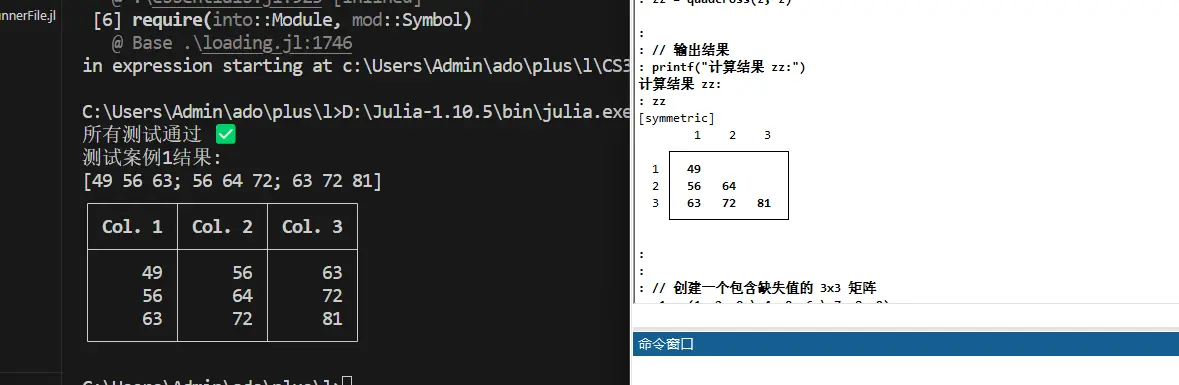 unnerFile.jl
[6] require(into::Module, mod::Symbol)
@ Base .\loading.jl:1746
in expression starting at c:\Users\Admin\ado\plus\l\CS3
C:\Users\Admin\ado\plus\l>D:\Julia-1.10.5\bin\julia.exe
所有测试通过 ✅
测试案例1结果:
[49 56 63; 56 64 72; 63 72 81]
Col. 1 Col. 2 Col. 3
49 56 63
56 64 72
63 72 81
C:\Users\Admin\ado\plus\l>
: zz = quadcross(z, z)
:
: // 输出结果
: printf("计算结果 zz:")
计算结果 zz:
: zz
[symmetric]
1 2 3
1 49
2 56 64
3 63 72 81
:
:
: // 创建一个包含缺失值的 3x3 矩阵
命令窗口